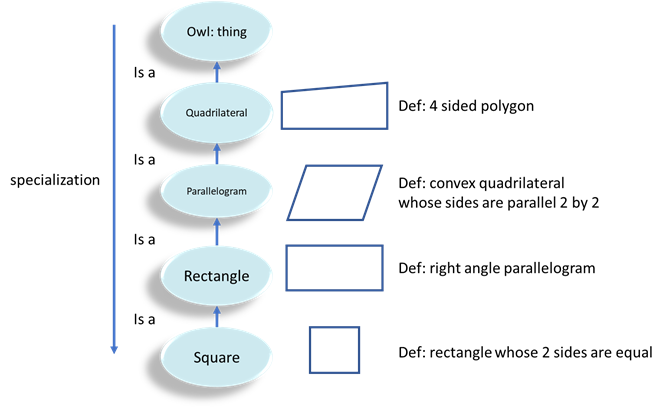 Owl: thing
Is a
Quadrilateral
Def: 4 sided polygon
Is a
specialization
Parallelogram
Def: convex quadrilateral
whose sides are parallel 2 by 2
Is a
Rectangle
Def: right angle parallelogram
Is a
Square
Def: rectangle whose 2 sides are equal